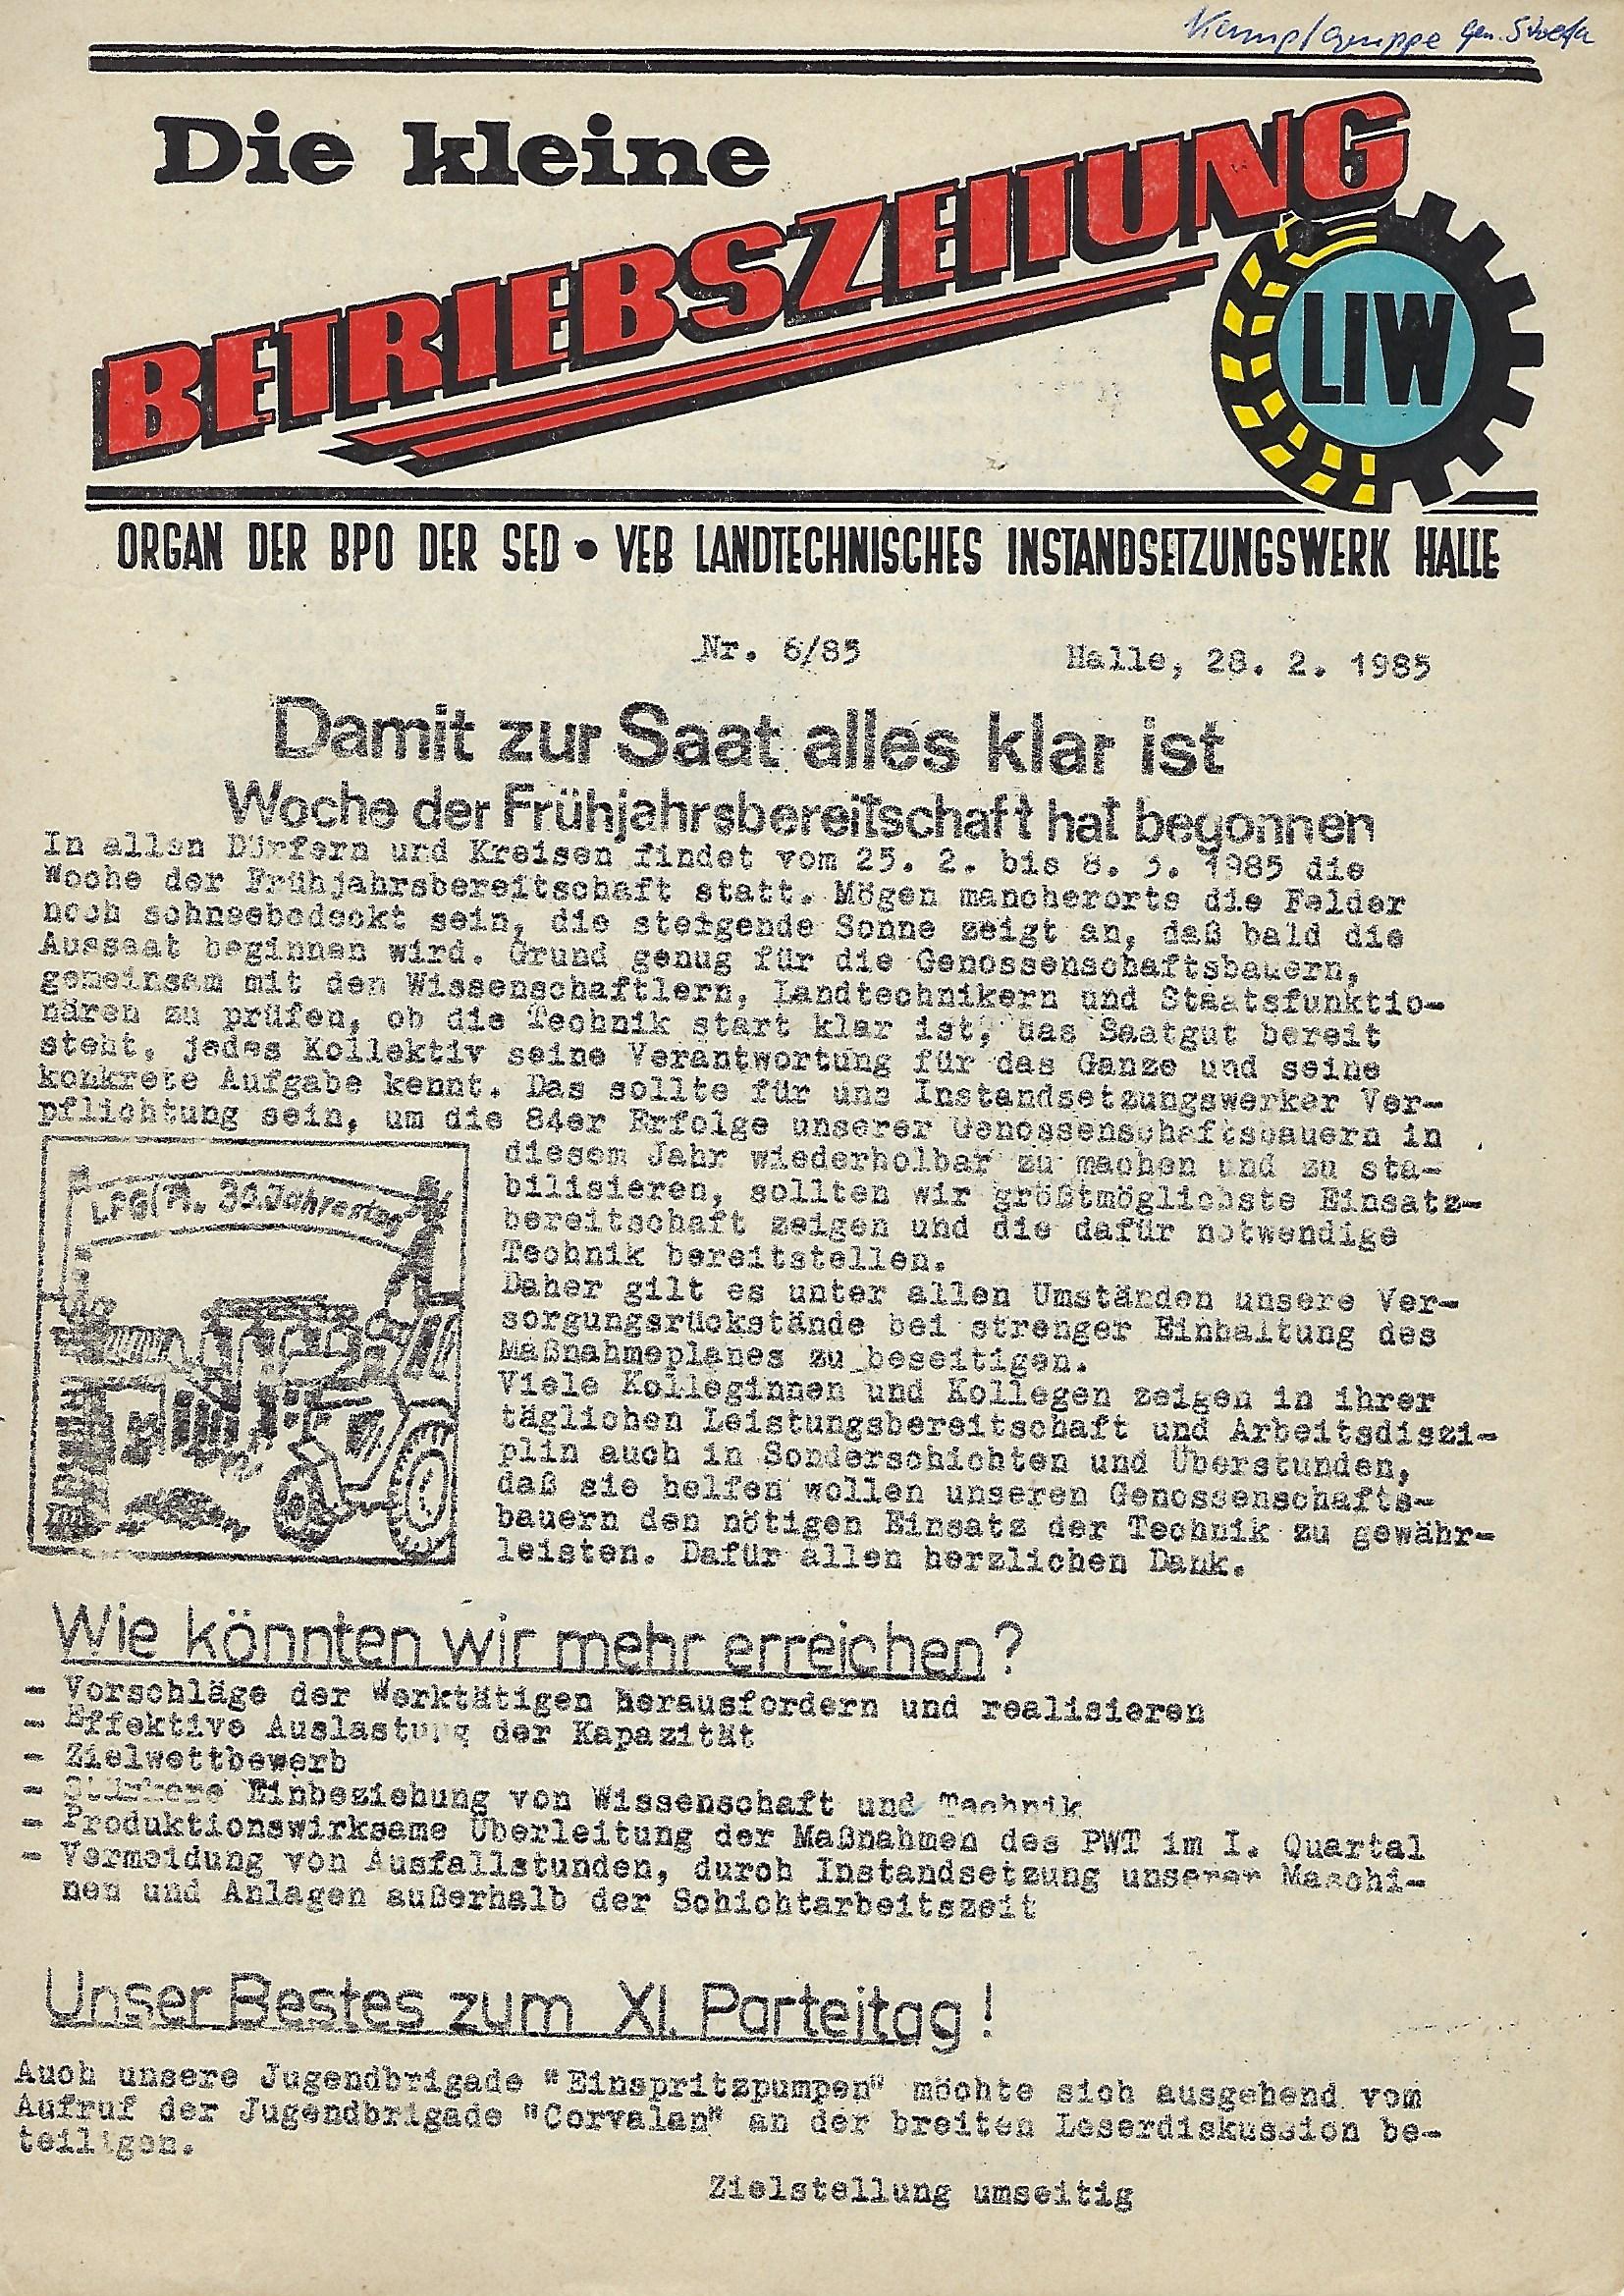 Kampfgruppe Gen.
Die kleine
BETRIEBSZEITUNG
LIW
ORGAN DER BPO DER SED • VEB LANDTECHNISCHES INSTANDSETZUNGSWERK HALLE
Nr. 6/85 Halle, 28. 2. 1985
Damit zur Saat alles klar ist
Woche der Frühjahrsbereitschaft hat begonnen
In allen Dörfern und Kreisen findet vom 25. 2. bis 8. 3. 1985 die
Woche der Frühjahrsbereitschaft statt. Mögen mancherorts die Felder
noch schneebedeckt sein, die steigende Sonne zeigt an, daß bald die
Aussaat beginnen wird. Grund genug für die Genossenschaftsbauern,
gemeinsam mit den Wissenschaftlern, Landtechnikern und Staatsfunktio-
nären zu prüfen, ob die Technik start klar ist, das Saatgut bereit
steht, jedes Kollektiv seine Verantwortung für das Ganze und seine
konkrete Aufgabe kennt. Das sollte für uns Instandsetzungswerker Ver-
pflichtung sein, um die 84er Erfolge unserer Genossenschaftsbauern in
diesem Jahr wiederholbar zu machen und zu sta-
bilisieren, sollten wir größtmöglichste Einsatz-
bereitschaft zeigen und die dafür notwendige
Technik bereitstellen.
Daher gilt es unter allen Umständen unsere Ver-
sorgungsrückstände bei strenger Einhaltung des
Maßnahmeplanes zu beseitigen.
Viele Kolleginnen und Kollegen zeigen in ihrer
täglichen Leistungsbereitschaft und Arbeitsdiszi-
plin auch in Sonderschichten und Überstunden,
daß sie helfen wollen unseren Genossenschafts-
bauern den nötigen Einsatz der Technik zu gewähr-
leisten. Dafür allen herzlichen Dank.
LPG(P). 30.Jahrestag
Wie könnten wir mehr erreichen?
- Vorschläge der Werktätigen herausfordern und realisieren
- Effektive Auslastung der Kapazität
- Zielwettbewerb
- Stärkere Einbeziehung von Wissenschaft und Technik
- Produktionswirksame Überleitung der Maßnahmen des PWT im I. Quartal
- Vermeidung von Ausfallstunden, durch Instandsetzung unserer Maschi-
nen und Anlagen außerhalb der Schichtarbeitszeit
Unser Bestes zum XI. Parteitag!
Auch unsere Jugendbrigade "Einspritzpumpen" möchte sich ausgehend vom
Aufruf der Jugendbrigade "Corvalan" an der breiten Leserdiskussion be-
teiligen.
Zielstellung umseitig